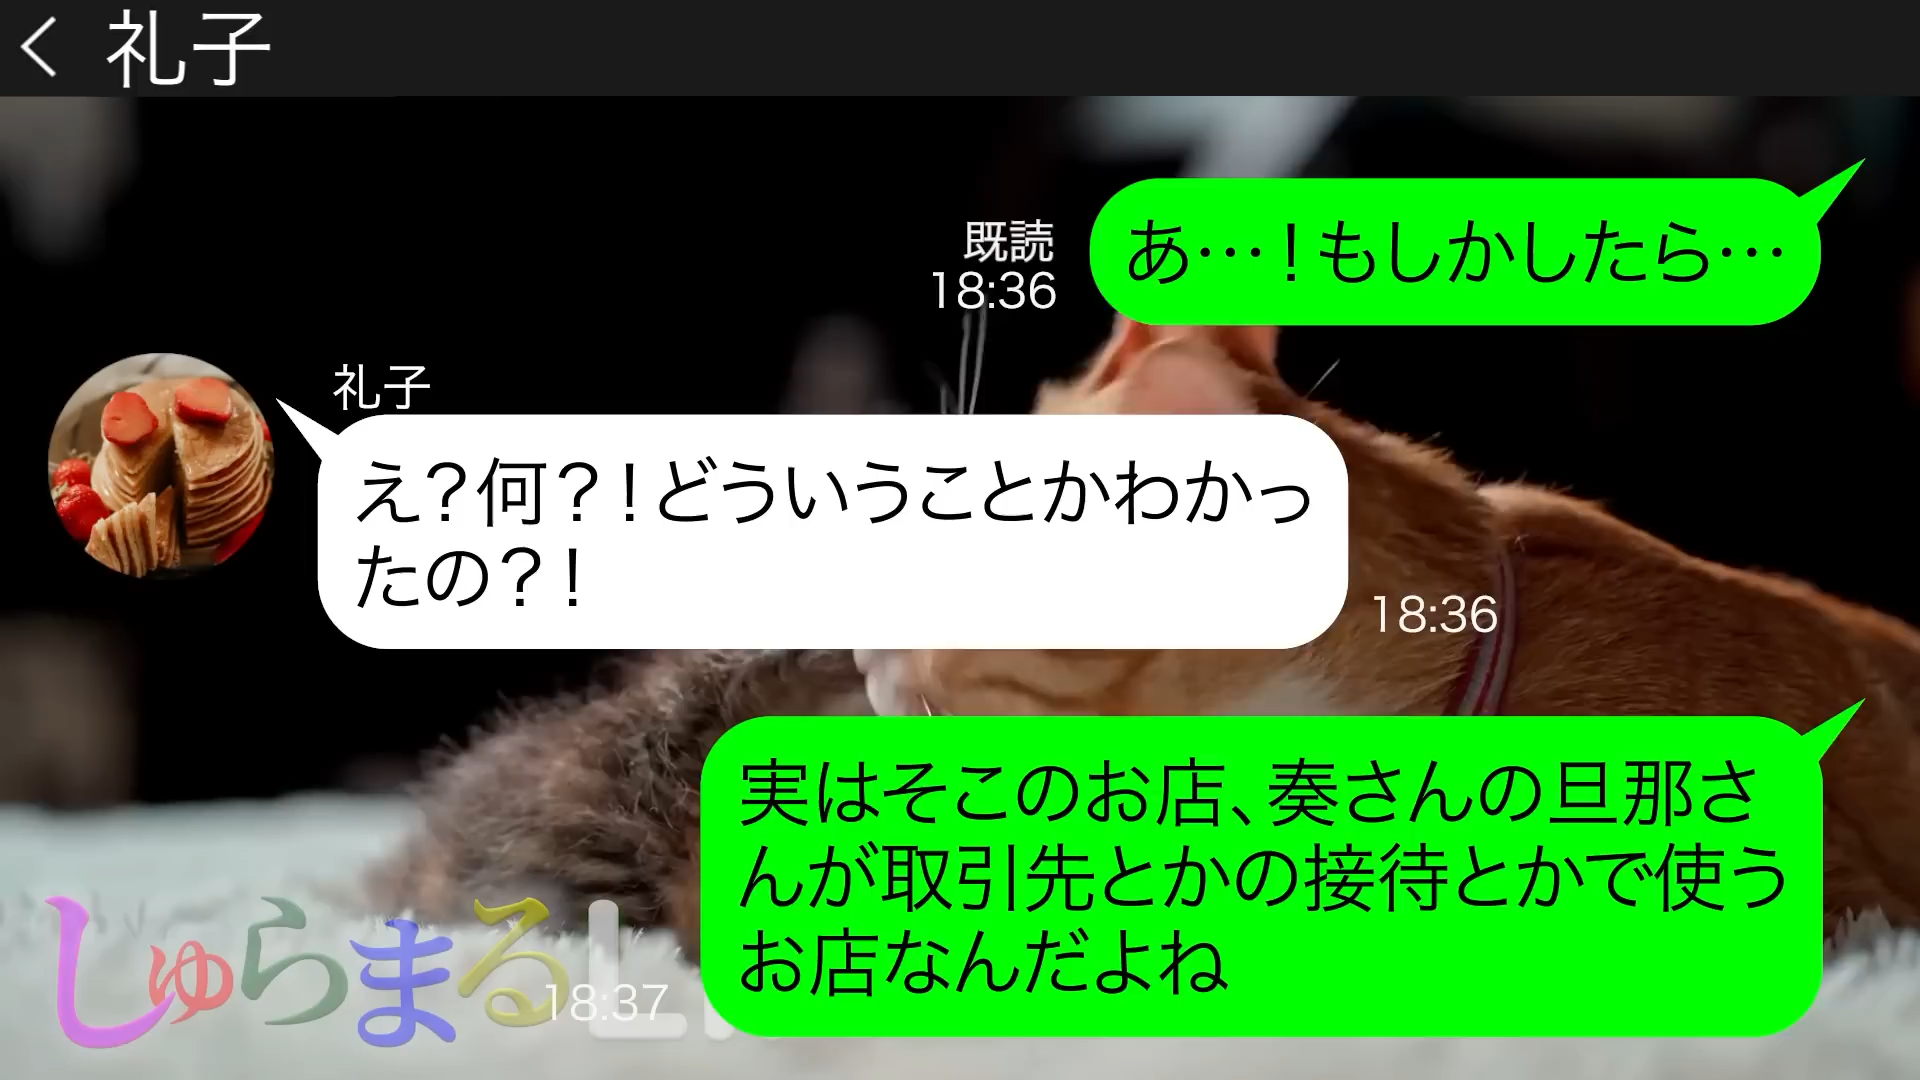 礼子
あ…！もしかしたら…
既読
18:36
礼子
え？何？！どういうことかわかっ
たの？！
18:36
実はそこのお店、奏さんの旦那さ
んが取引先とかの接待とかで使う
お店なんだよね
18:37
しゅらまるL